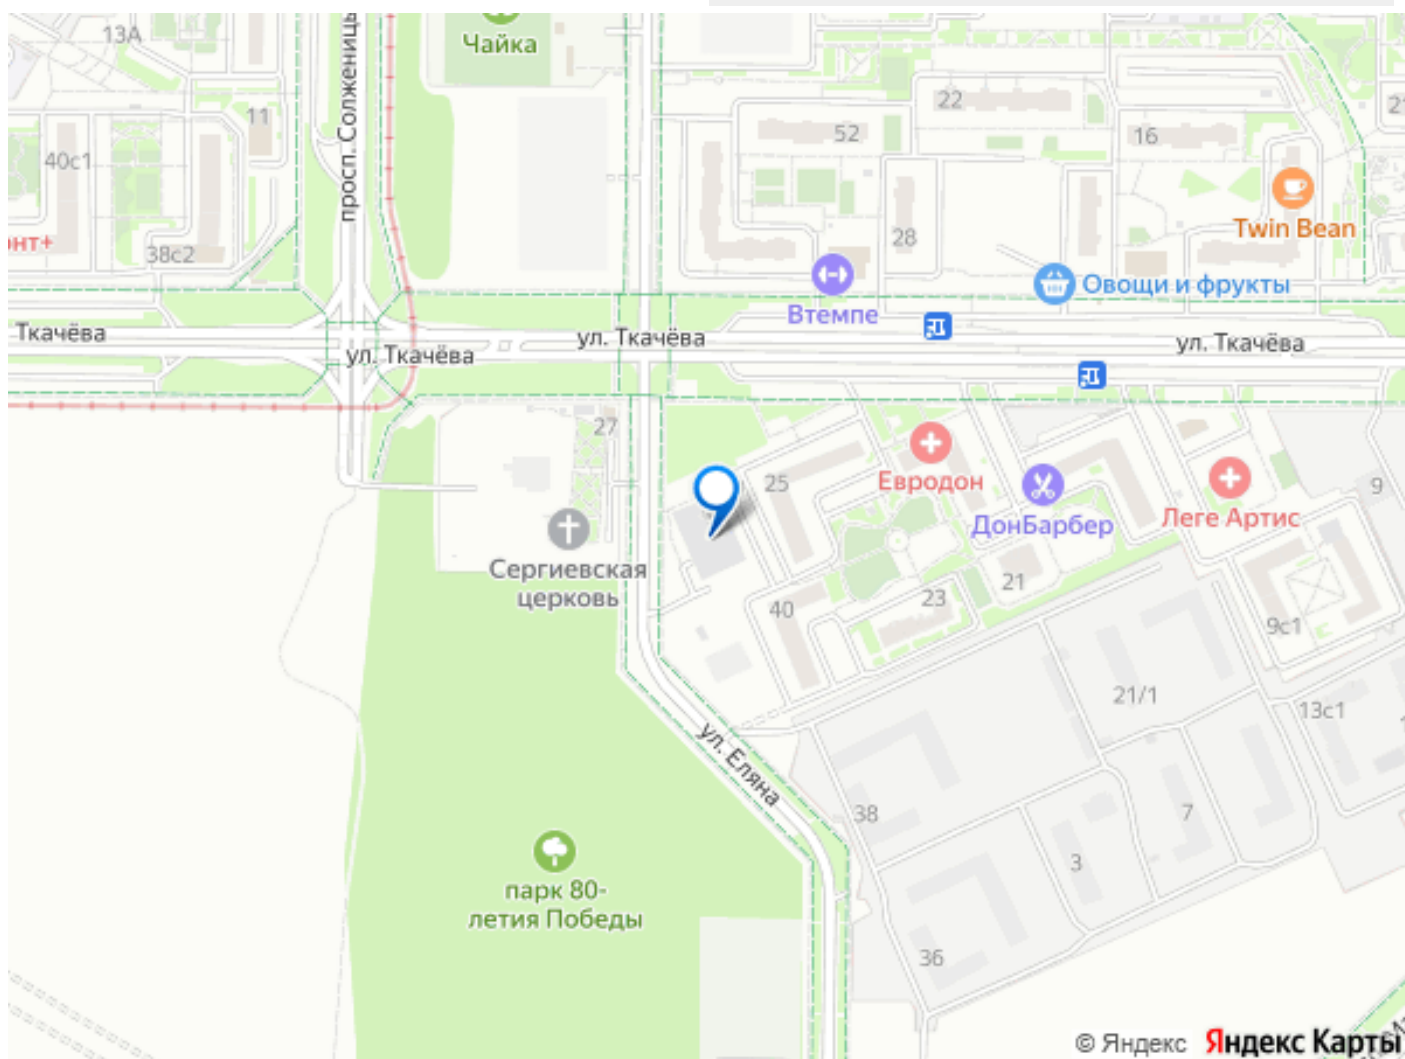 13А
Чайка
просп. Солженицы
11
22
52
16
21
40с1
нт+
38с2
28
Twin Bean
Овощи и фрукты
Втемпе
Ткачёва
ул. Ткачёва
ул. Ткачёва
ул. Ткачёва
27
25
Евродон
ДонБарбер
Леге Артис
9
Сергиевская
церковь
40
23
21
9с1
21/1
13с1
ул. Еляна
38
7
3
парк 80-
летия Победы
36
© Яндекс Яндекс Карты